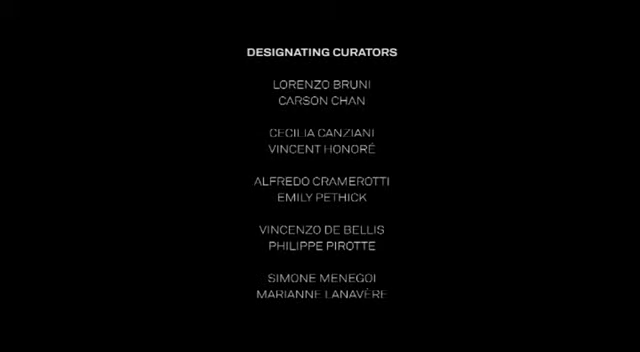 DESIGNATING CURATORS
LORENZO BRUNI
CARSON CHAN
CECILIA CANZIANI
VINCENT HONORÉ
ALFREDO CRAMEROTTI
EMILY PETHICK
VINCENZO DE BELLIS
PHILIPPE PIROTTE
SIMONE MENEGOI
MARIANNE LANAVÈRE